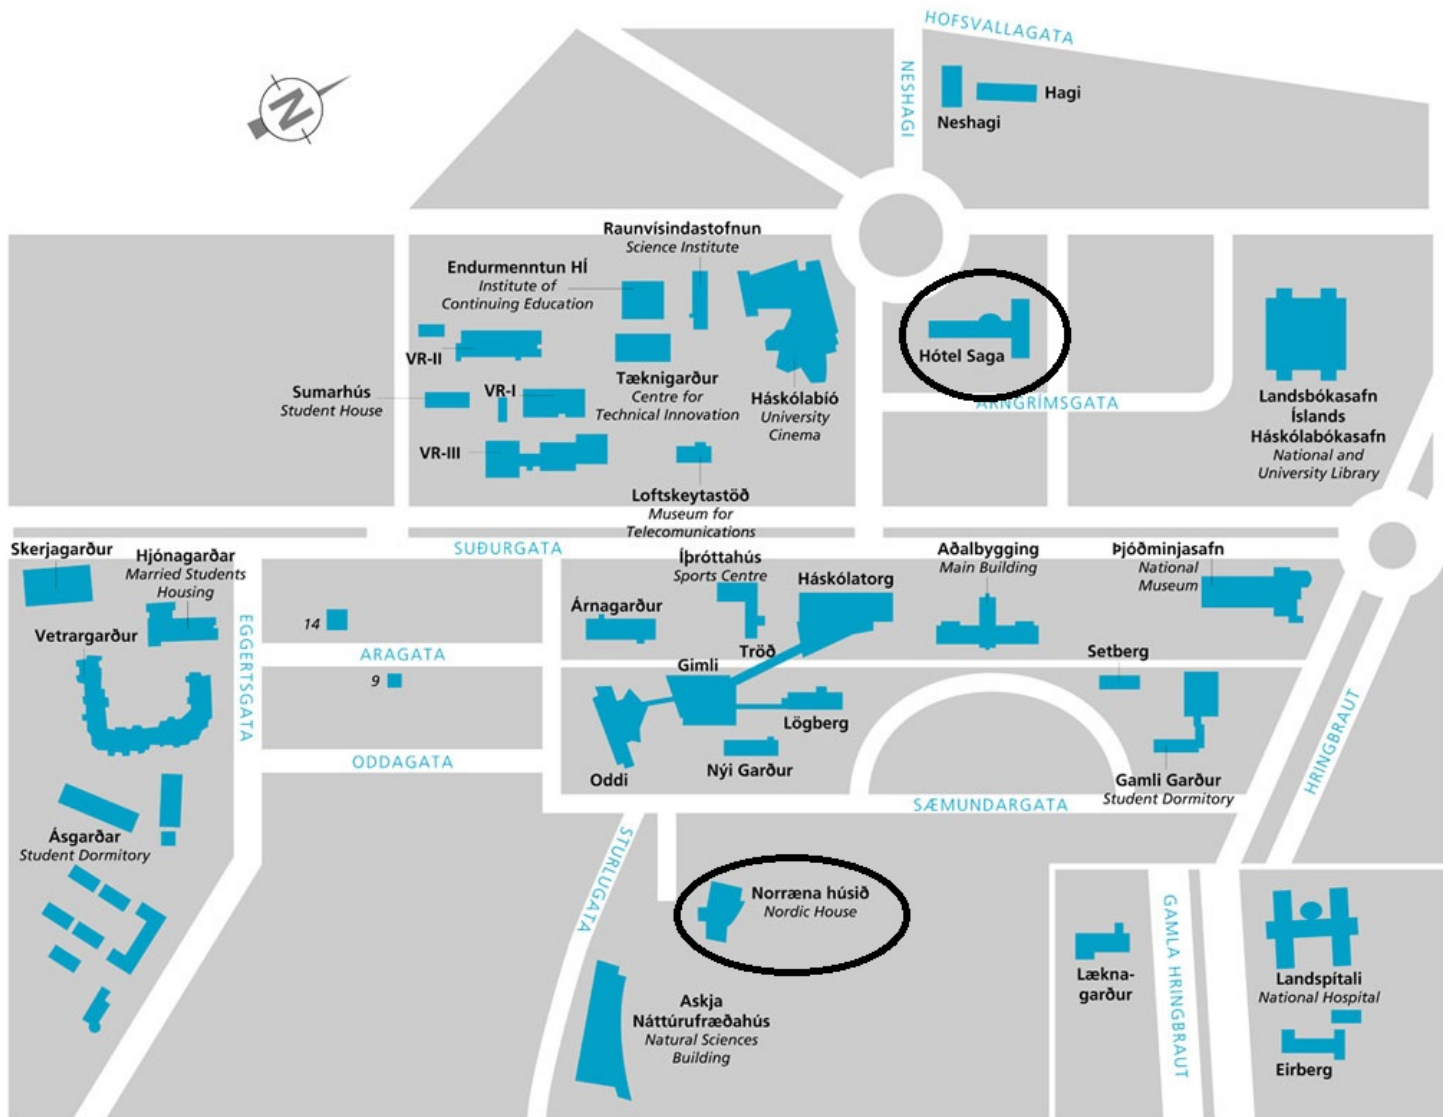 HOFSVALLAGATA
NESHAGI
N
Hagi
Neshagi
Raunvísindastofnun
Science Institute
Endurmenntun HÍ
Institute of
Continuing Education
VR-II
Sumarhús
Student House
VR-I
Tæknigarður
Centre for
Technical Innovation
Háskólabíó
University
Cinema
Hótel Saga
ARNGRÍMSGATA
Landsbókasafn
Íslands
Háskólabókasafn
National and
University Library
VR-III
Loftskeytastöð
Museum for
Telecomunications
SUÐURGATA
Skerjagarður
Hjónagarðar
Married Students
Housing
Vetrargarður
EGGERTSGATA
14
ARAGATA
9
ODDAGATA
Íþróttahús
Sports Centre
Háskólatorg
Árnagarður
Tröð
Gimli
Aðalbygging
Main Building
Þjóðminjasafn
National
Museum
Setberg
Lögberg
Oddi
Nýi Garður
Gamli Garður
Student Dormitory
SÆMUNDARGATA
HRINGBRAUT
Ásgarðar
Student Dormitory
STURLUGATA
Norræna húsið
Nordic House
Askja
Náttúrufræðahús
Natural Sciences
Building
Lækna-
garður
GAMLA HRINGBRAUT
Landspítali
National Hospital
Eirberg